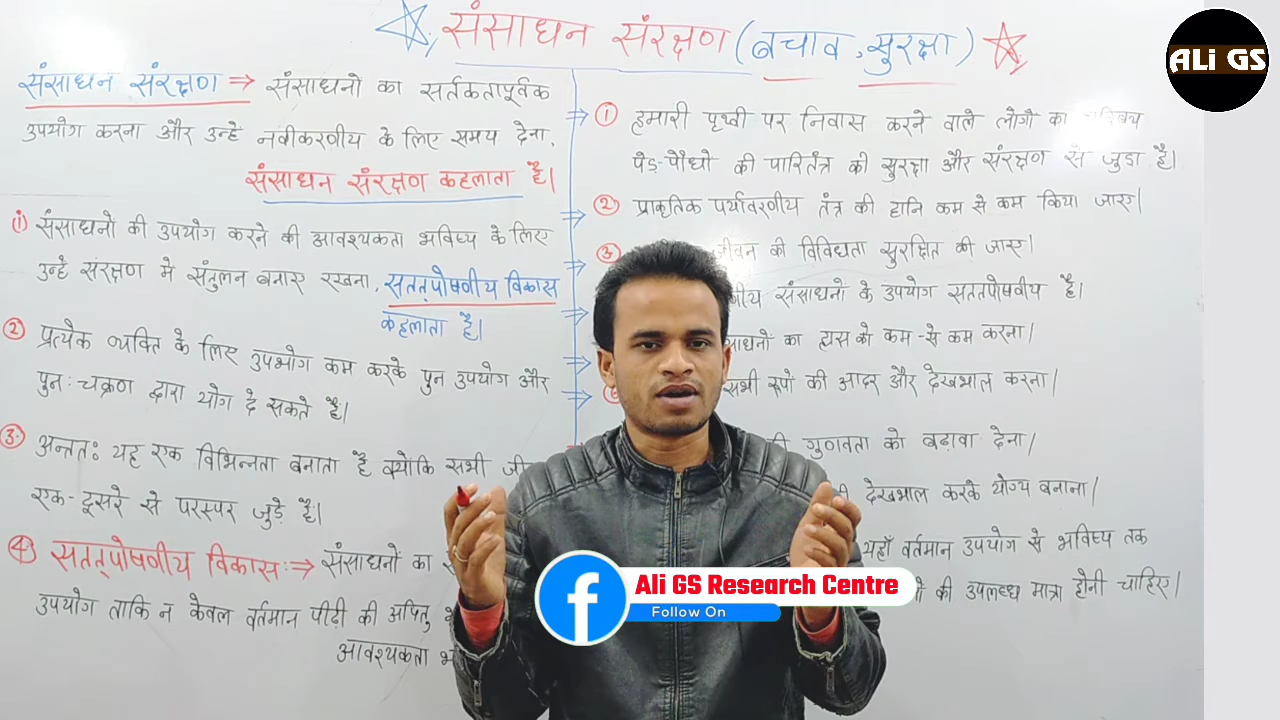 संसाधन संरक्षण (बचाव, सुरक्षा)
ALi GS
संसाधन संरक्षण ⇒ संसाधनो का सर्तकतापूर्वक
उपयोग करना और उन्हे नवीकरणीय के लिए समय देना,
संसाधन संरक्षण कहलाता है।
① संसाधनो की उपयोग करने की आवश्यकता भविष्य के लिए
उन्हे संरक्षण मे संतुलन बनाए रखना, सतत्पोषणीय विकास
कहलाता है।
② प्रत्येक व्यक्ति के लिए उपभोग कम करके पुन उपयोग और
पुन: चक्रण द्वारा योग दे सकते है।
③ अन्तत: यह एक विभिन्नता बनाता है क्योकि सभी
एक-दूसरे से परस्पर जुड़े है।
④ सतत्पोषणीय विकास:⇒ संसाधनों का
उपयोग ताकि न केवल वर्तमान पीढ़ी की अपितु
आवश्यकता
① हमारी पृथ्वी पर निवास करने वाले लोगो का
पेड़-पौधो की पारितंत्र की सुरक्षा और संरक्षण से जुडा है।
② प्राकृतिक पर्यावरणीय तंत्र की हानि कम से कम किया जाए।
③ जीवन की विविधता सुरक्षित की जाए।
संसाधनो के उपयोग सततपोषणीय है।
का ह्यस को कम-से कम करना।
सभी रूपो की आदर और देखभाल करना।
गुणवता को बढ़ावा देना।
देखभाल करके योग्य बनाना।
यहाँ वर्तमान उपयोग से भविष्य तक
की उपलब्ध मात्रा होनी चाहिए।
f
Ali GS Research Centre
Follow On